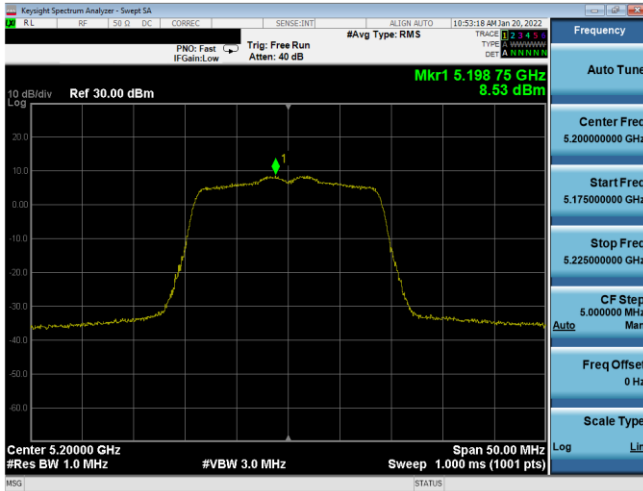 Keysight Spectrum Analyzer - Swept SA
RL RF 50 Ω DC CORREC SENSE:INT ALIGN AUTO 10:53:18 AM Jan 20, 2022
PNO: Fast
IFGain:Low
Trig: Free Run
Atten: 40 dB
#Avg Type: RMS
TRACE 1 2 3 4 5 6
TYPE A WWWWW
DET A N N N N N
Mkr1 5.198 75 GHz
8.53 dBm
10 dB/div Ref 30.00 dBm
Log
20.0
10.0
0.00
-10.0
-20.0
-30.0
-40.0
-50.0
-60.0
1
Center 5.20000 GHz Span 50.00 MHz
#Res BW 1.0 MHz #VBW 3.0 MHz Sweep 1.000 ms (1001 pts)
MSG STATUS
Frequency
Auto Tune
Center Freq
5.200000000 GHz
Start Freq
5.175000000 GHz
Stop Freq
5.225000000 GHz
CF Step
5.000000 MHz
Auto Man
Freq Offset
0 Hz
Scale Type
Log Lin